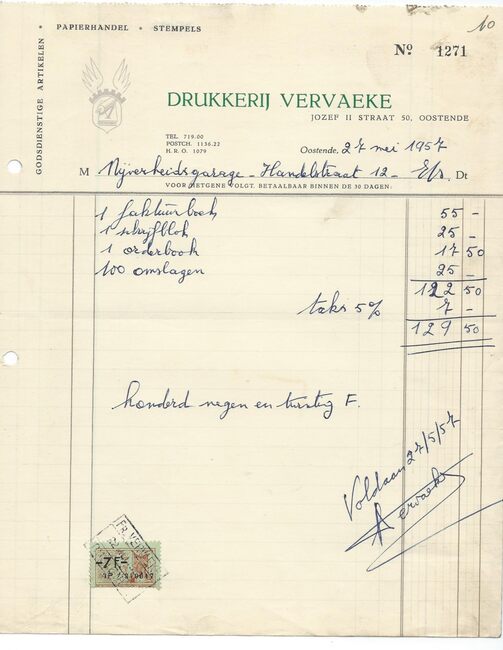 10
PAPIERHANDEL * STEMPELS
GODSDIENSTIGE ARTIKELEN *
No 1271
DRUKKERIJ VERVAEKE
JOZEF II STRAAT 50, OOSTENDE
TEL. 719.00
POSTCH. 1136.22
H. R. O. 1079
Oostende, 27 mei 1957
M Nijverheidsgarage - Handelstraat 12 - E/s. Dt
VOOR HETGENE VOLGT. BETAALBAAR BINNEN DE 30 DAGEN.
1 faktuurboek 55 -
1 schrijfblok 25 -
1 orderboek 17 50
100 omslagen 25 -
122 50
taks 5% 7 -
129 50
honderd negen en twintig F.
Voldaan 27/5/57
Vervaeke
-7F-